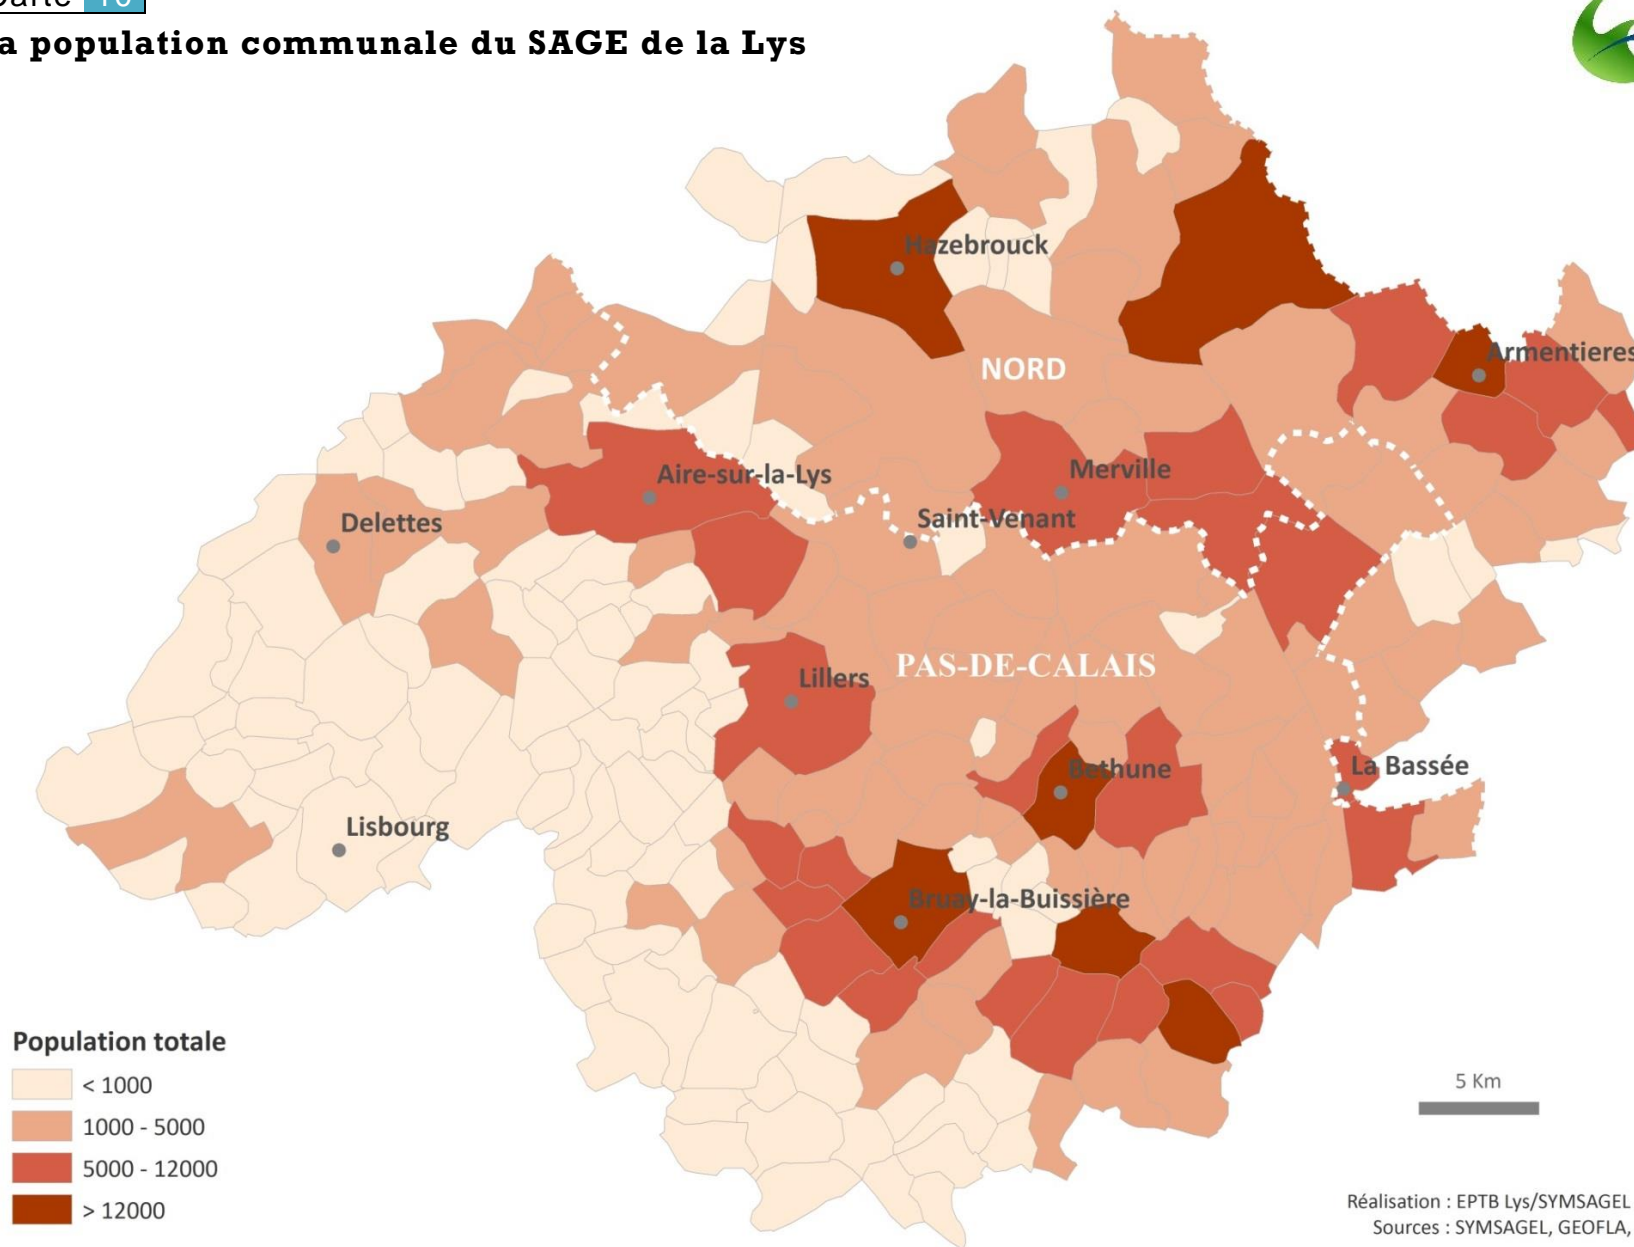 Carte 10
a population communale du SAGE de la Lys
Hazebrouck
NORD
Armentieres
Merville
Aire-sur-la-Lys
Saint-Venant
Delettes
PAS-DE-CALAIS
Lillers
Bethune
La Bassée
Lisbourg
Bruay-la-Buissière
Population totale
< 1000
1000 - 5000
5000 - 12000
> 12000
5 Km
Réalisation : EPTB Lys/SYMSAGEL
Sources : SYMSAGEL, GEOFLA,